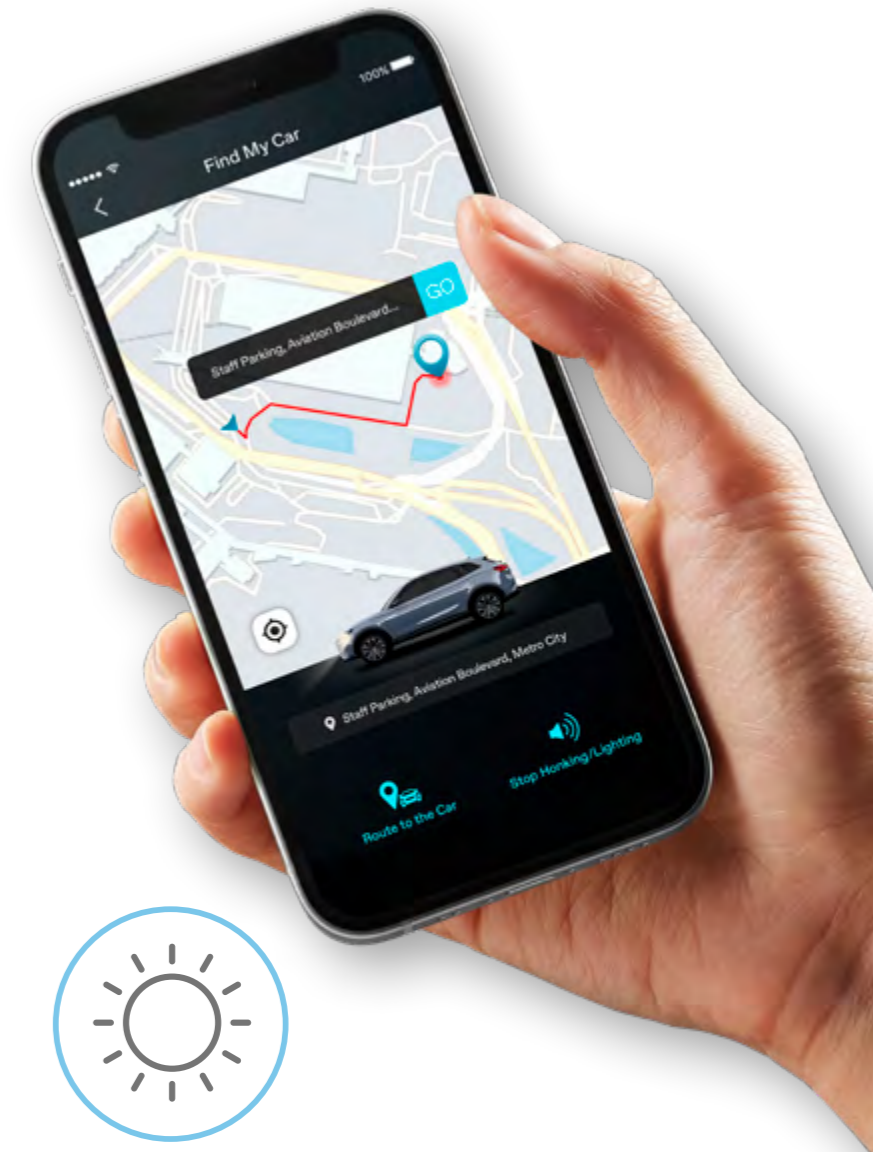 100%
Find My Car
Staff Parking, Aviation Boulevard...
GO
Staff Parking, Aviation Boulevard, Metro City
Route to the Car
Stop Honking/Lighting